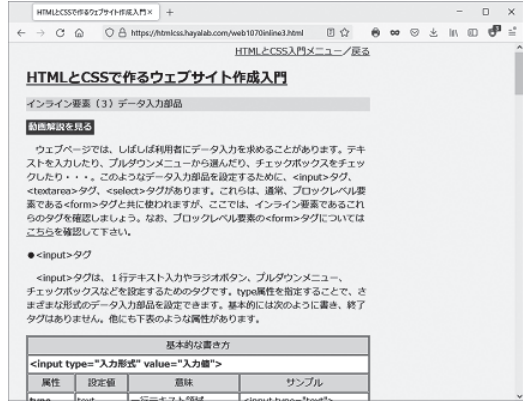 HTMLとCSSで作るウェブサイト作成入門
https://htmlcss.hayalab.com/web1070inline3.html
HTMLとCSS入門メニュー／戻る
HTMLとCSSで作るウェブサイト作成入門
インライン要素（3）データ入力部品
動画解説を見る
ウェブページでは、しばしば利用者にデータ入力を求めることがあります。テキ
ストを入力したり、プルダウンメニューから選んだり、チェックボックスをチェッ
クしたり・・・。このようなデータ入力部品を設定するために、<input>タグ、
<textarea>タグ、<select>タグがあります。これらは、通常、ブロックレベル要
素である<form>タグと共に使われますが、ここでは、インライン要素であるこれ
らのタグを確認しましょう。なお、ブロックレベル要素の<form>タグについては
こちらを確認して下さい。
●<input>タグ
<input>タグは、1行テキスト入力やラジオボタン、プルダウンメニュー、
チェックボックスなどを設定するためのタグです。type属性を指定することで、さ
まざまな形式のデータ入力部品を設定できます。基本的には次のように書き、終了
タグはありません。他にも下表のような属性があります。
基本的な書き方
<input type="入力形式" value="入力値">
属性 設定値 意味 サンプル
type text 一行テキスト領域 <input type="text">